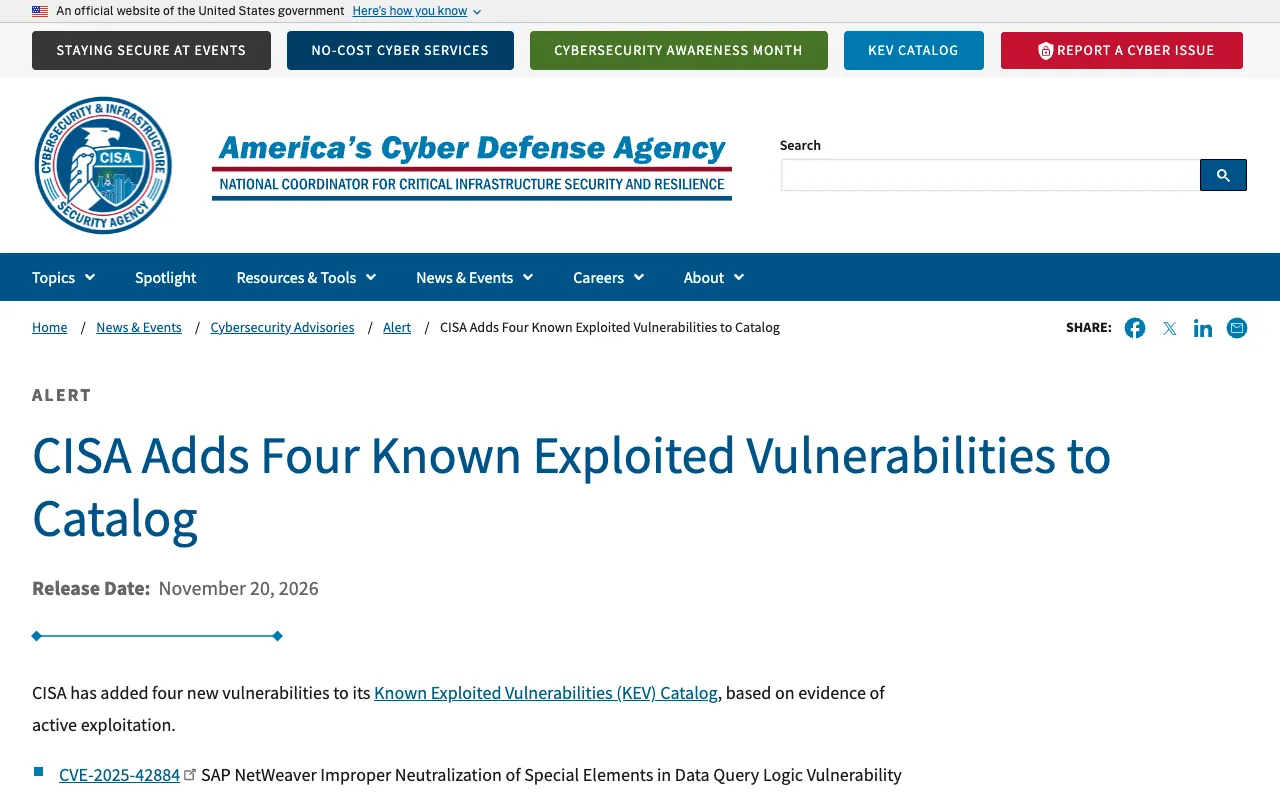 An official website of the United States government Here's how you know
STAYING SECURE AT EVENTS NO-COST CYBER SERVICES CYBERSECURITY AWARENESS MONTH KEV CATALOG REPORT A CYBER ISSUE
CYBERSECURITY & INFRASTRUCTURE
CISA
SECURITY AGENCY
America's Cyber Defense Agency
NATIONAL COORDINATOR FOR CRITICAL INFRASTRUCTURE SECURITY AND RESILIENCE
Search
Topics Spotlight Resources & Tools News & Events Careers About
Home / News & Events / Cybersecurity Advisories / Alert / CISA Adds Four Known Exploited Vulnerabilities to Catalog SHARE:
ALERT
CISA Adds Four Known Exploited Vulnerabilities to
Catalog
Release Date: November 20, 2026
CISA has added four new vulnerabilities to its Known Exploited Vulnerabilities (KEV) Catalog, based on evidence of
active exploitation.
CVE-2025-42884 SAP NetWeaver Improper Neutralization of Special Elements in Data Query Logic Vulnerability